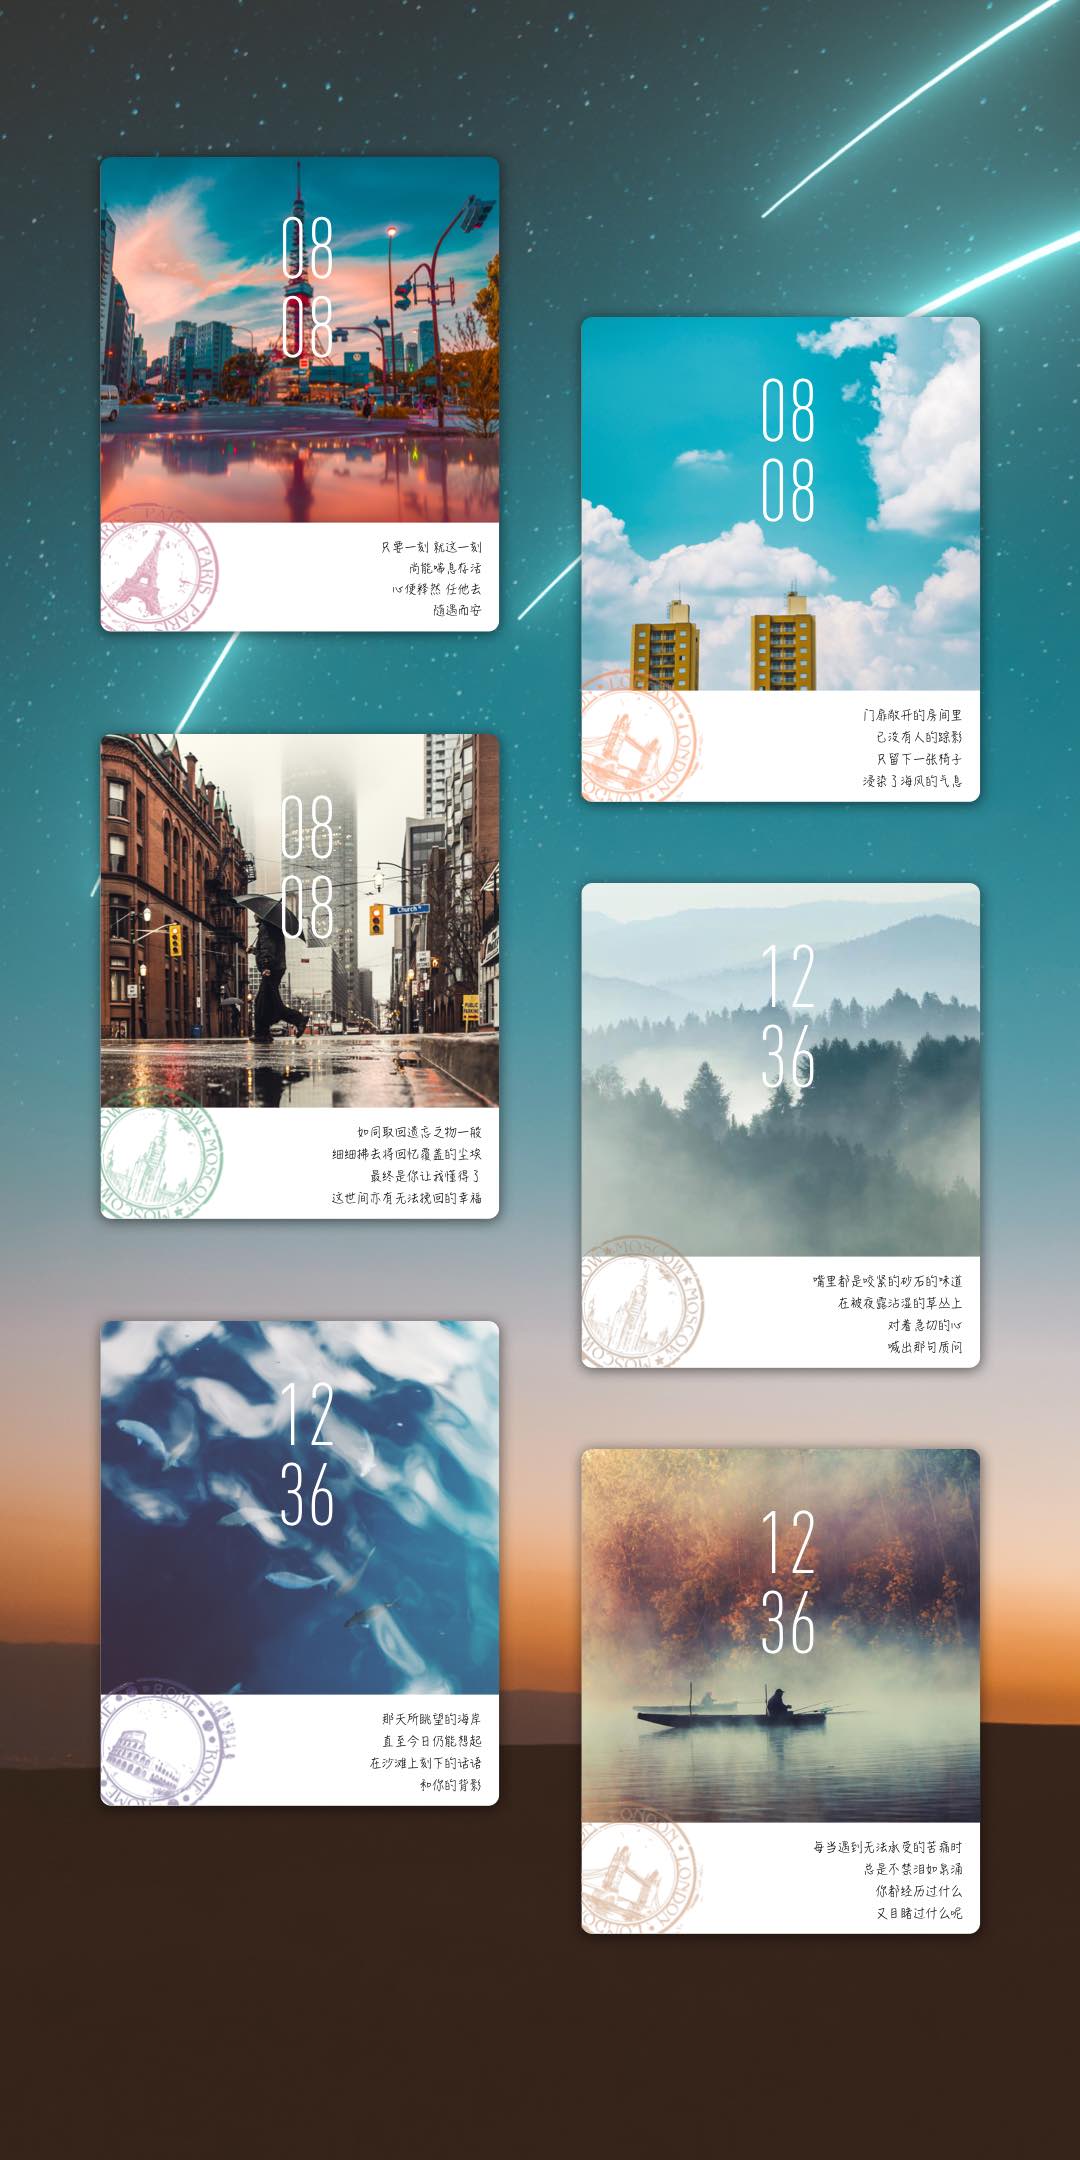 08
08
PARIS PARIS PARIS
只要一刻 就这一刻
尚能喘息存活
心便释然 任他去
随遇而安
08
08
LONDON LONDON
门扉敞开的房间里
已没有人的踪影
只留下一张椅子
浸染了海风的气息
08
08
Church
PUBLIC
PARKING
MOSCOW MOSCOW
如同取回遗忘之物一般
细细拂去将回忆覆盖的尘埃
最终是你让我懂得了
这世间亦有无法挽回的幸福
12
36
MOSCOW MOSCOW
嘴里都是咬紧的砂石的味道
在被夜露沾湿的草丛上
对着急切的心
喊出那句质问
12
36
ROME ROME
那天所眺望的海岸
直至今日仍能想起
在沙滩上刻下的话语
和你的背影
12
36
LONDON LONDON
每当遇到无法承受的苦痛时
总是不禁泪如泉涌
你都经历过什么
又目睹过什么呢